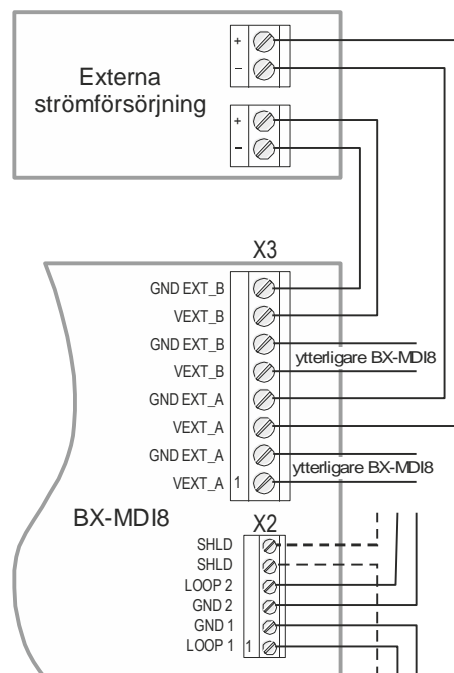 +
−
Externa
strömförsörjning
+
−
X3
GND EXT_B
VEXT_B
GND EXT_B
ytterligare BX-MDI8
VEXT_B
GND EXT_A
VEXT_A
GND EXT_A
ytterligare BX-MDI8
VEXT_A 1
BX-MDI8
X2
SHLD
SHLD
LOOP 2
GND 2
GND 1
LOOP 1 1